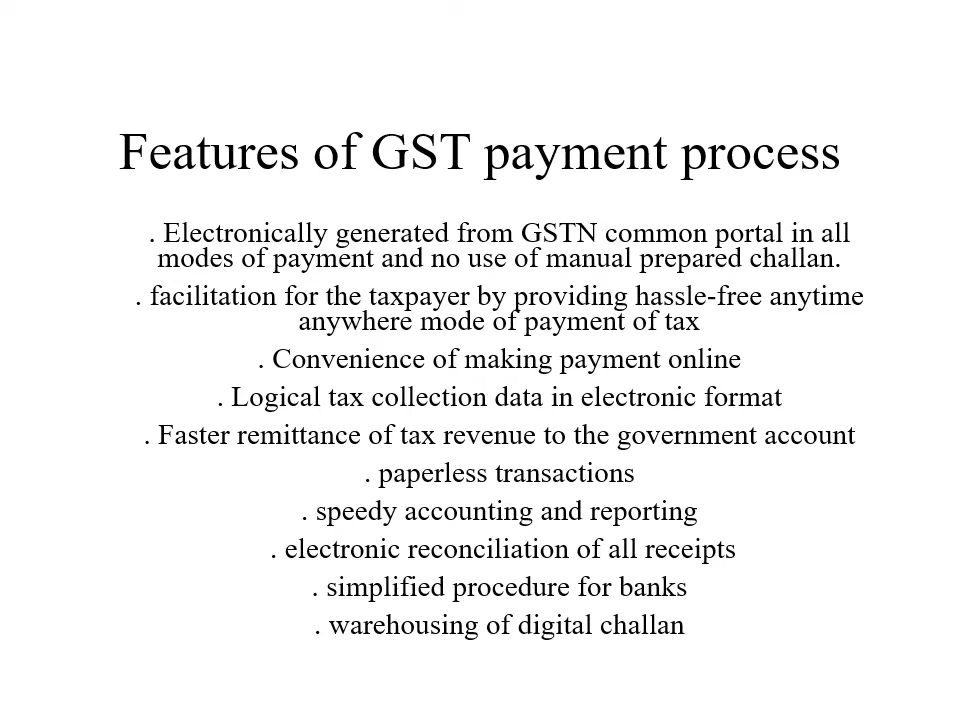 Features of GST payment process
. Electronically generated from GSTN common portal in all
modes of payment and no use of manual prepared challan.
. facilitation for the taxpayer by providing hassle-free anytime
anywhere mode of payment of tax
. Convenience of making payment online
. Logical tax collection data in electronic format
. Faster remittance of tax revenue to the government account
. paperless transactions
. speedy accounting and reporting
. electronic reconciliation of all receipts
. simplified procedure for banks
. warehousing of digital challan